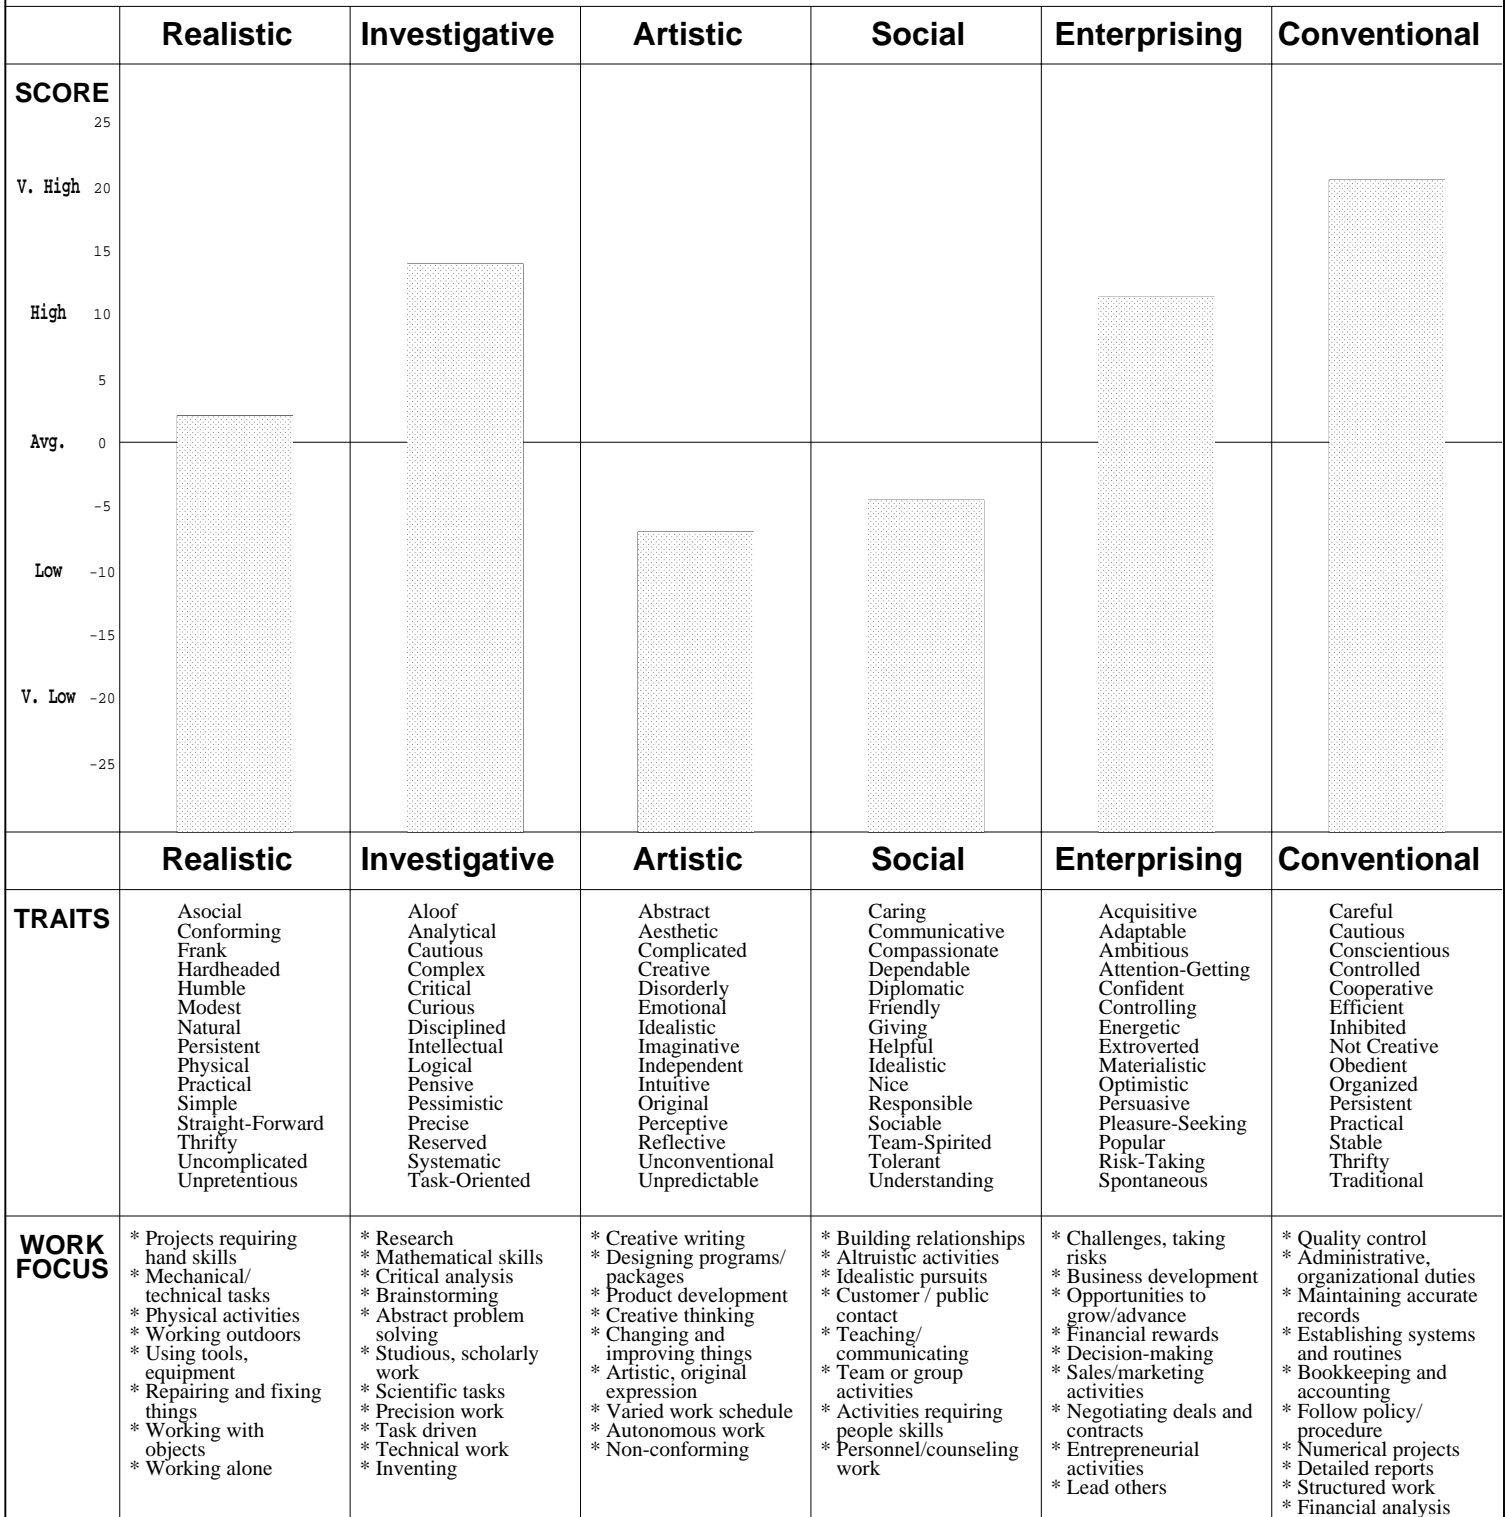 Realistic Investigative Artistic Social Enterprising Conventional
SCORE
25
V. High 20
15
High 10
5
Avg. 0
-5
Low -10
-15
V. Low -20
-25
Realistic Investigative Artistic Social Enterprising Conventional
TRAITS
Asocial
Conforming
Frank
Hardheaded
Humble
Modest
Natural
Persistent
Physical
Practical
Simple
Straight-Forward
Thrifty
Uncomplicated
Unpretentious
Aloof
Analytical
Cautious
Complex
Critical
Curious
Disciplined
Intellectual
Logical
Pensive
Pessimistic
Precise
Reserved
Systematic
Task-Oriented
Abstract
Aesthetic
Complicated
Creative
Disorderly
Emotional
Idealistic
Imaginative
Independent
Intuitive
Original
Perceptive
Reflective
Unconventional
Unpredictable
Caring
Communicative
Compassionate
Dependable
Diplomatic
Friendly
Giving
Helpful
Idealistic
Nice
Responsible
Sociable
Team-Spirited
Tolerant
Understanding
Acquisitive
Adaptable
Ambitious
Attention-Getting
Confident
Controlling
Energetic
Extroverted
Materialistic
Optimistic
Persuasive
Pleasure-Seeking
Popular
Risk-Taking
Spontaneous
Careful
Cautious
Conscientious
Controlled
Cooperative
Efficient
Inhibited
Not Creative
Obedient
Organized
Persistent
Practical
Stable
Thrifty
Traditional
WORK
FOCUS
* Projects requiring
hand skills
* Mechanical/
technical tasks
* Physical activities
* Working outdoors
* Using tools,
equipment
* Repairing and fixing
things
* Working with
objects
* Working alone
* Research
* Mathematical skills
* Critical analysis
* Brainstorming
* Abstract problem
solving
* Studious, scholarly
work
* Scientific tasks
* Precision work
* Task driven
* Technical work
* Inventing
* Creative writing
* Designing programs/
packages
* Product development
* Creative thinking
* Changing and
improving things
* Artistic, original
expression
* Varied work schedule
* Autonomous work
* Non-conforming
* Building relationships
* Altruistic activities
* Idealistic pursuits
* Customer / public
contact
* Teaching/
communicating
* Team or group
activities
* Activities requiring
people skills
* Personnel/counseling
work
* Challenges, taking
risks
* Business development
* Opportunities to
grow/advance
* Financial rewards
* Decision-making
* Sales/marketing
activities
* Negotiating deals and
contracts
* Entrepreneurial
activities
* Lead others
* Quality control
* Administrative,
organizational duties
* Maintaining accurate
records
* Establishing systems
and routines
* Bookkeeping and
accounting
* Follow policy/
procedure
* Numerical projects
* Detailed reports
* Structured work
* Financial analysis